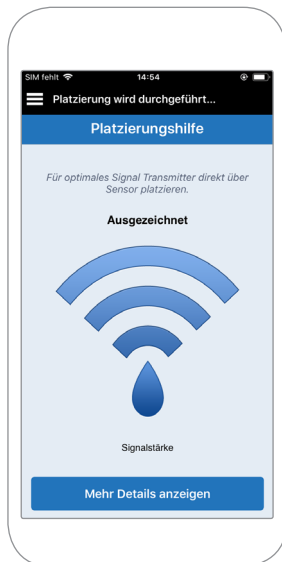 SIM fehlt 14:54
Platzierung wird durchgeführt...
Platzierungshilfe
Für optimales Signal Transmitter direkt über
Sensor platzieren.
Ausgezeichnet
Signalstärke
Mehr Details anzeigen